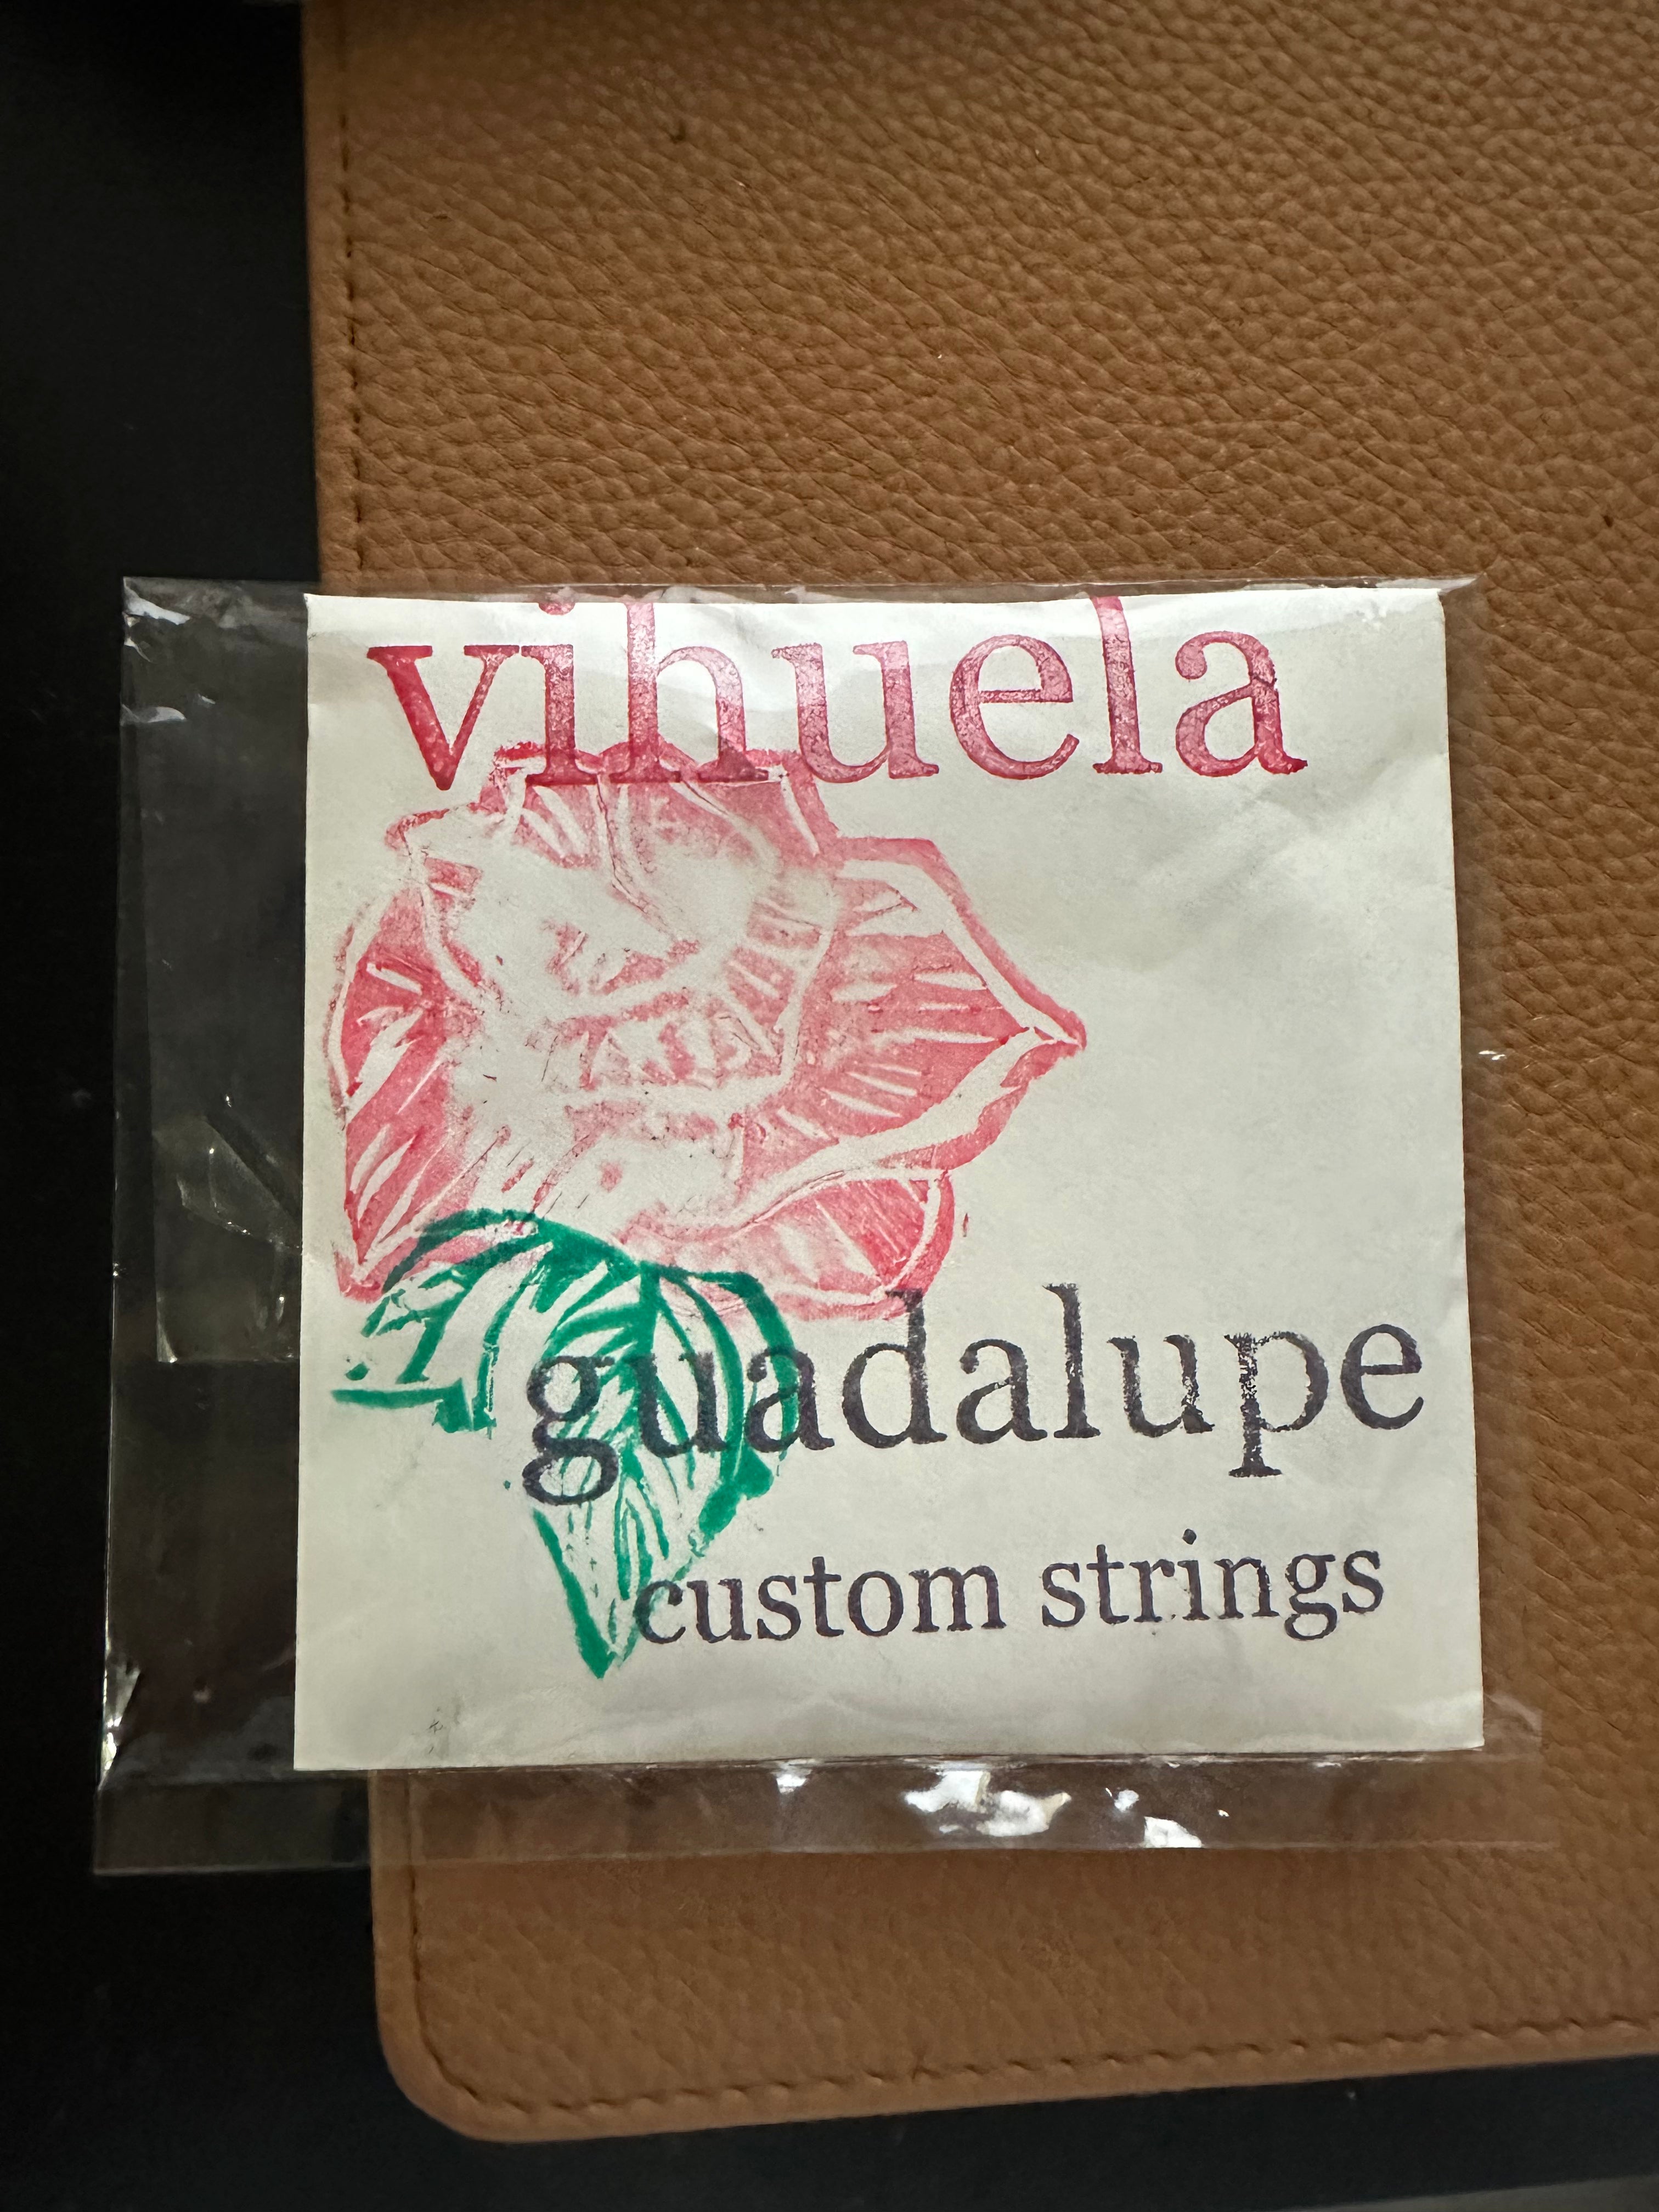 vihuela
guadalupe
custom strings